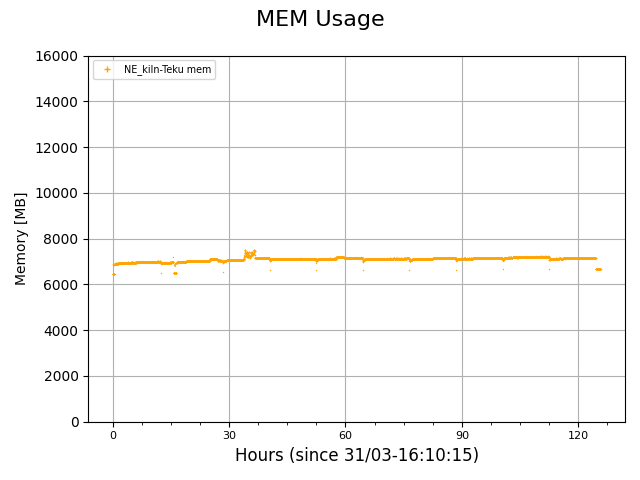 MEM Usage
16000
14000
12000
10000
8000
6000
4000
2000
0
Memory [MB]
NE_kiln-Teku mem
0 30 60 90 120
Hours (since 31/03-16:10:15)